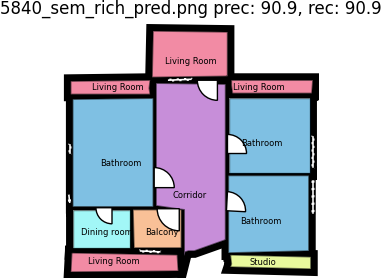 5840_sem_rich_pred.png prec: 90.9, rec: 90.9
Living Room
Living Room
Living Room
Bathroom
Bathroom
Corridor
Bathroom
Dining room
Balcony
Living Room
Studio